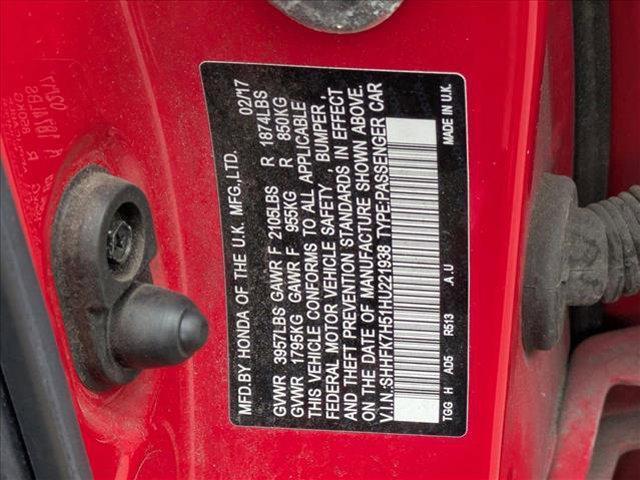 MFD.BY HONDA OF THE U.K. MFG.,LTD. 02/17
GVWR 3957LBS GAWR F 2105LBS R 1874LBS
GVWR 1795KG GAWR F 955KG R 850KG
THIS VEHICLE CONFORMS TO ALL APPLICABLE
FEDERAL MOTOR VEHICLE SAFETY , BUMPER ,
AND THEFT PREVENTION STANDARDS IN EFFECT
ON THE DATE OF MANUFACTURE SHOWN ABOVE.
V.I.N:SHHFK7H51HU221938 TYPE:PASSENGER CAR
TGG H AD5 R513 .A.U MADE IN U.K.